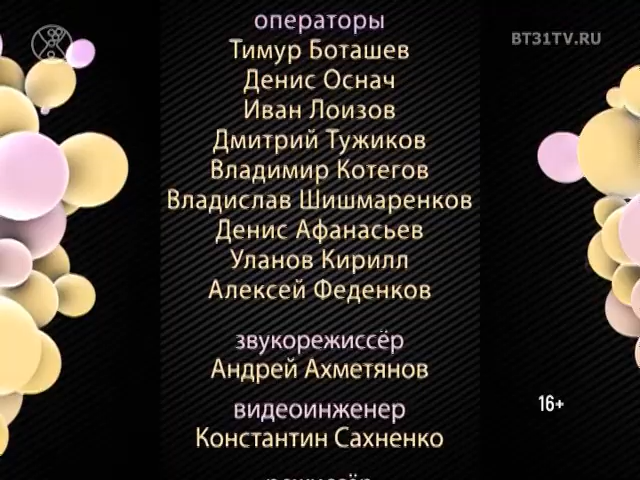 операторы
BT31TV.RU
Тимур Боташев
Денис Оснач
Иван Лоизов
Дмитрий Тужиков
Владимир Котегов
Владислав Шишмаренков
Денис Афанасьев
Уланов Кирилл
Алексей Феденков
звукорежиссёр
Андрей Ахметянов
16+
видеоинженер
Константин Сахненко